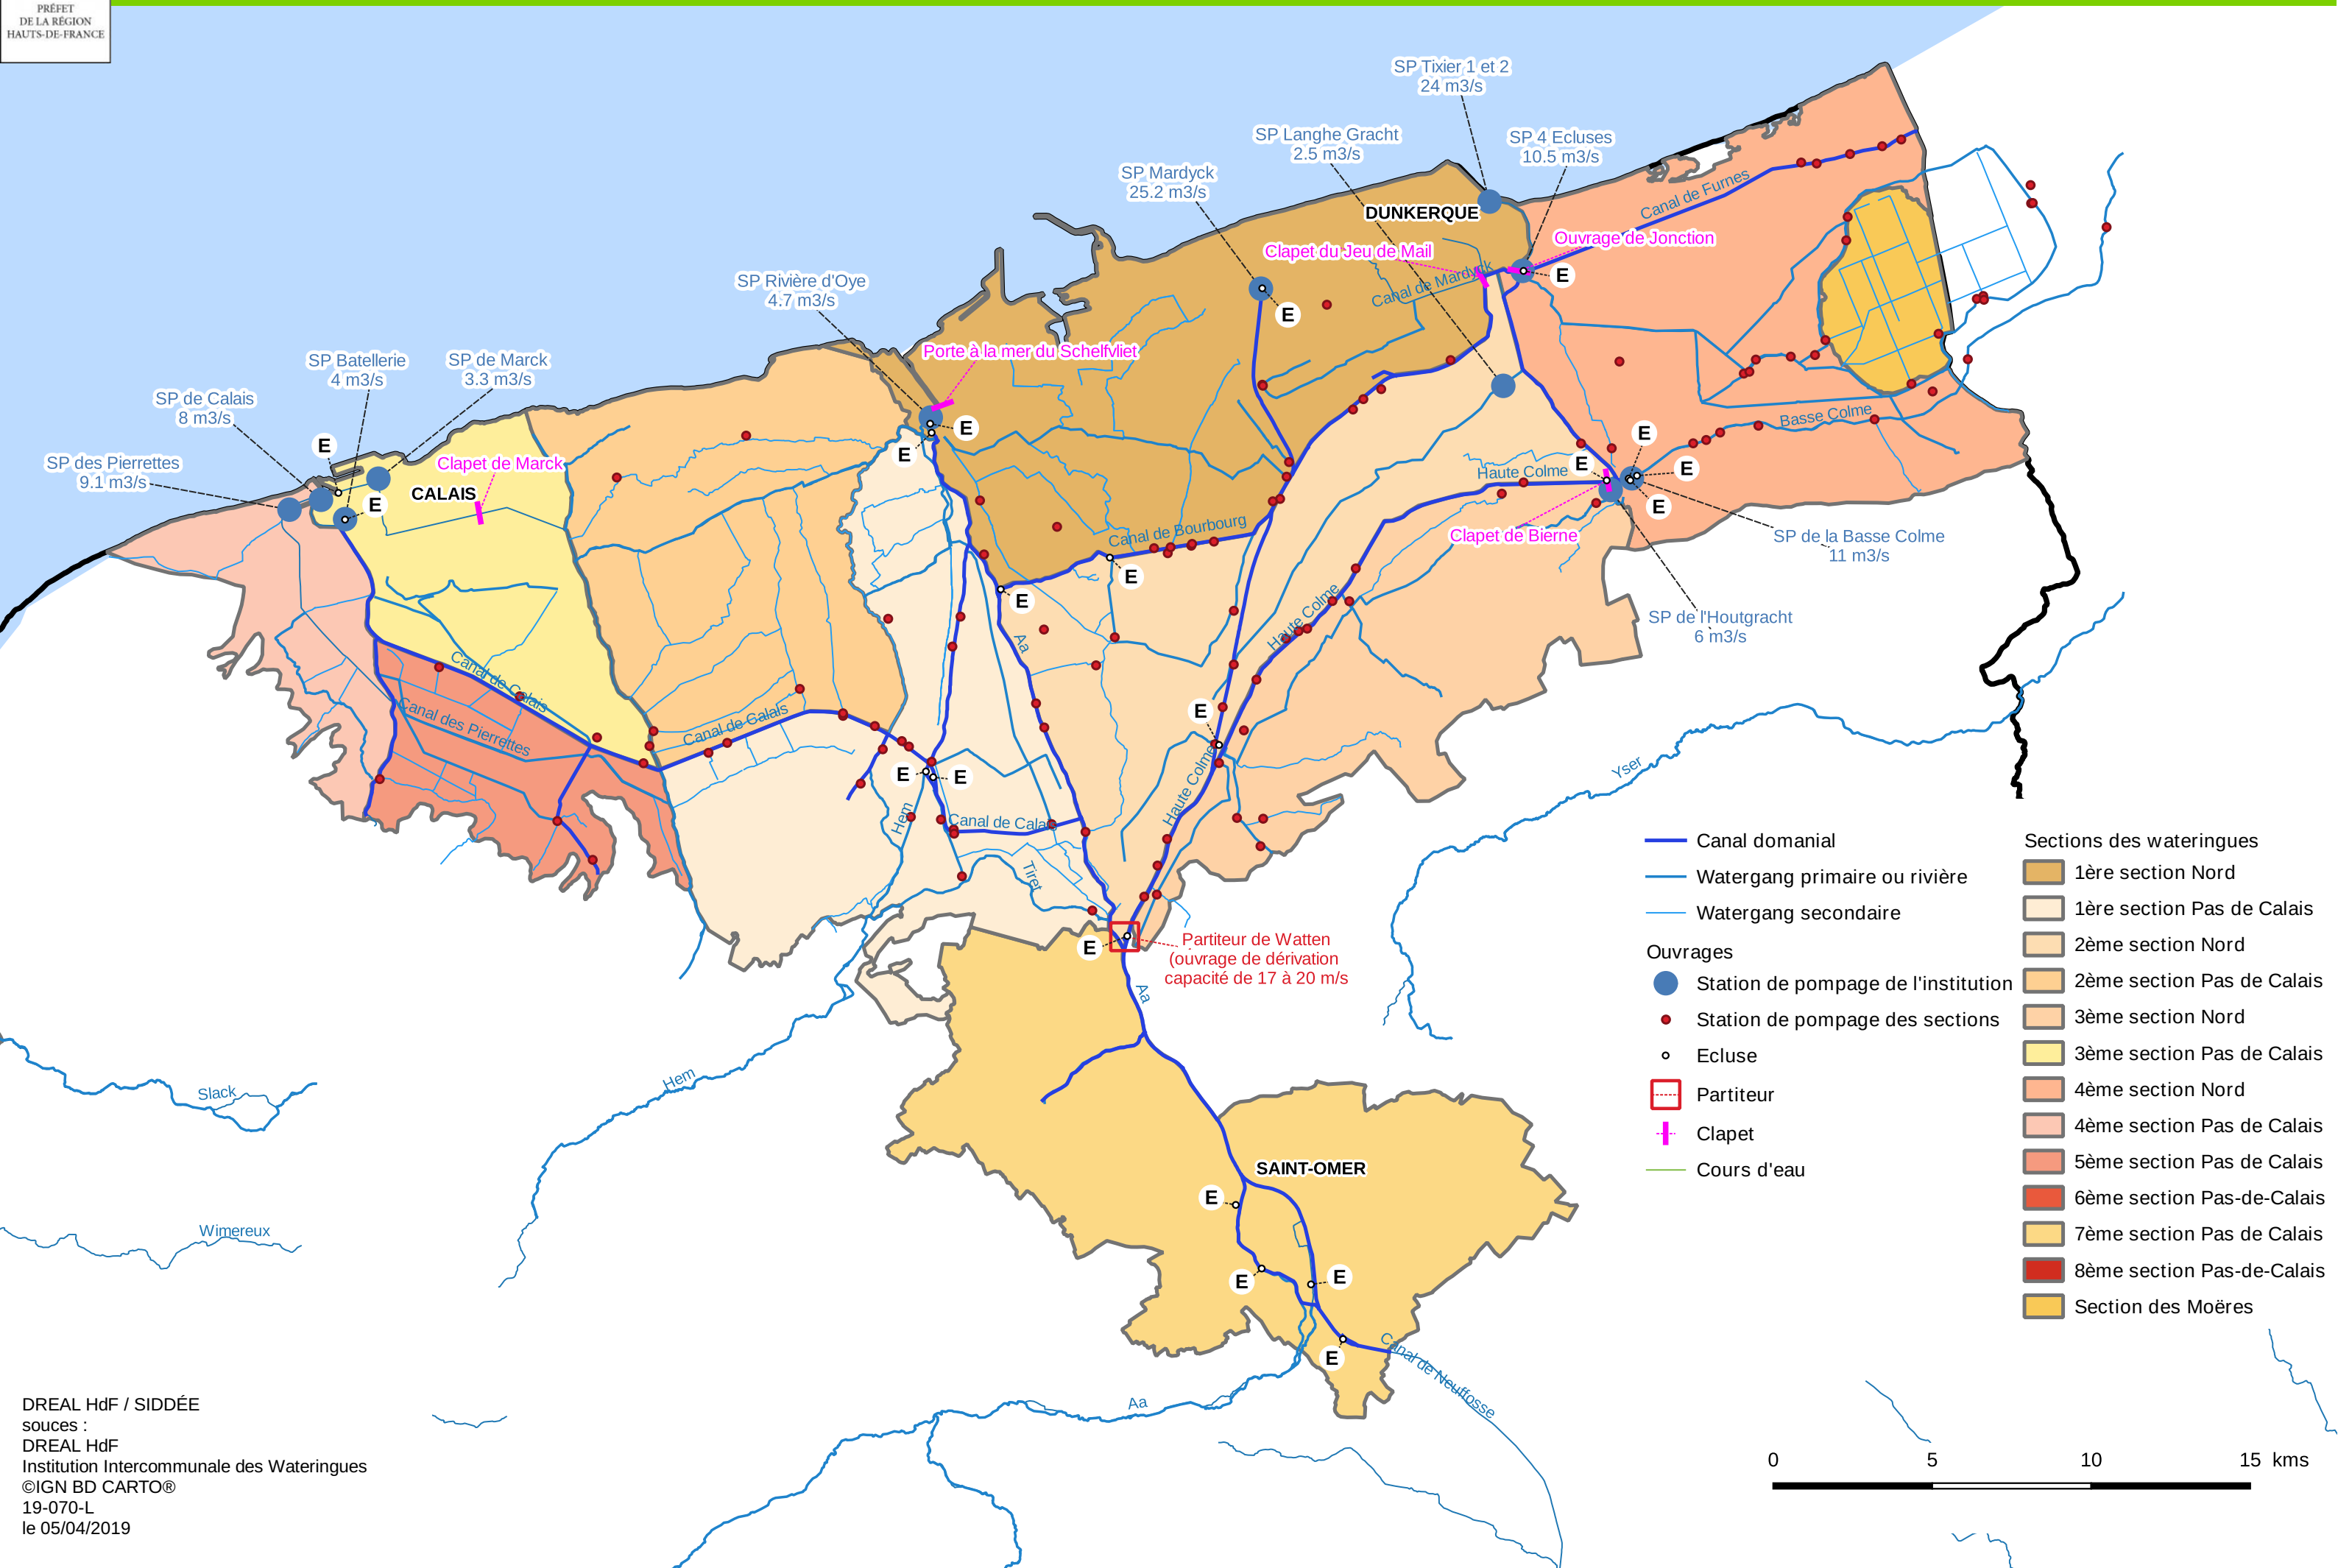 PRÉFET
DE LA RÉGION
HAUTS-DE-FRANCE
SP Tixier 1 et 2
24 m3/s
SP Langhe Gracht
2.5 m3/s
SP 4 Ecluses
10.5 m3/s
SP Mardyck
25.2 m3/s
DUNKERQUE
Canal de Furnes
Clapet du Jeu de Mail
Ouvrage de Jonction
Canal de Mardyck
E
E
SP Rivière d'Oye
4.7 m3/s
Porte à la mer du Schelfvliet
SP Batellerie
4 m3/s
SP de Marck
3.3 m3/s
SP de Calais
8 m3/s
SP des Pierrettes
9.1 m3/s
E
E
CALAIS
Clapet de Marck
E
E
Basse Colme
Haute Colme
E
E
E
E
Clapet de Bierne
SP de la Basse Colme
11 m3/s
SP de l'Houtgracht
6 m3/s
Canal de Bourbourg
E
E
Aa
Haute Colme
Canal de Calais
Canal des Pierrettes
Canal de Calais
E
Haute Colme
E
E
Hem
Canal de Calais
Tiret
Yser
E
Partiteur de Watten
(ouvrage de dérivation
capacité de 17 à 20 m/s
Aa
Hem
Slack
Wimereux
SAINT-OMER
E
E
E
E
Canal de Neuffosse
Aa
Canal domanial
Watergang primaire ou rivière
Watergang secondaire
Ouvrages
Station de pompage de l'institution
Station de pompage des sections
Ecluse
Partiteur
Clapet
Cours d'eau
Sections des wateringues
1ère section Nord
1ère section Pas de Calais
2ème section Nord
2ème section Pas de Calais
3ème section Nord
3ème section Pas de Calais
4ème section Nord
4ème section Pas de Calais
5ème section Pas de Calais
6ème section Pas-de-Calais
7ème section Pas de Calais
8ème section Pas-de-Calais
Section des Moëres
DREAL HdF / SIDDÉE
souces :
DREAL HdF
Institution Intercommunale des Wateringues
©IGN BD CARTO®
19-070-L
le 05/04/2019
0 5 10 15 kms